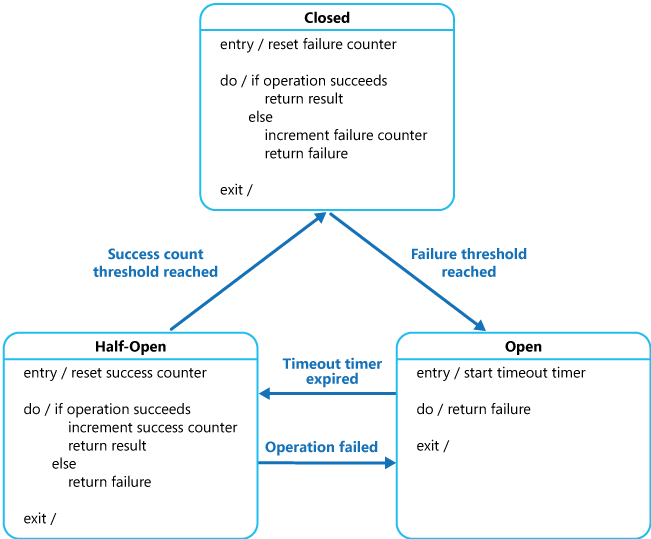 Closed
entry / reset failure counter
do / if operation succeeds
return result
else
increment failure counter
return failure
exit /
Success count
threshold reached
Failure threshold
reached
Half-Open
entry / reset success counter
do / if operation succeeds
increment success counter
return result
else
return failure
exit /
Timeout timer
expired
Operation failed
Open
entry / start timeout timer
do / return failure
exit /